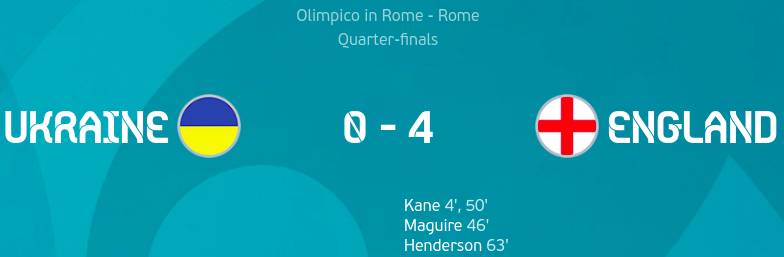 Olimpico in Rome - Rome
Quarter-finals
UKRAINE 0 - 4 ENGLAND
Kane 4', 50'
Maguire 46'
Henderson 63'